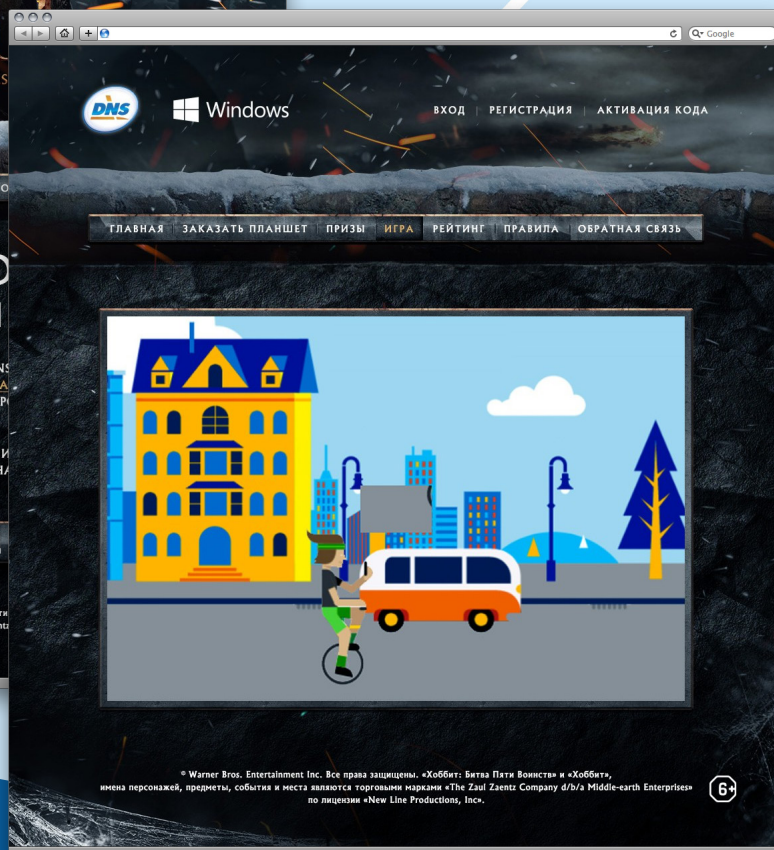 Google
DNS
Windows
ВХОД
РЕГИСТРАЦИЯ
АКТИВАЦИЯ КОДА
ГЛАВНАЯ
ЗАКАЗАТЬ ПЛАНШЕТ
ПРИЗЫ
ИГРА
РЕЙТИНГ
ПРАВИЛА
ОБРАТНАЯ СВЯЗЬ
© Warner Bros. Entertainment Inc. Все права защищены. «Хоббит: Битва Пяти Воинств» и «Хоббит»,
имена персонажей, предметы, события и места являются торговыми марками «The Zaul Zaentz Company d/b/a Middle-earth Enterprises»
по лицензии «New Line Productions, Inc».
6+